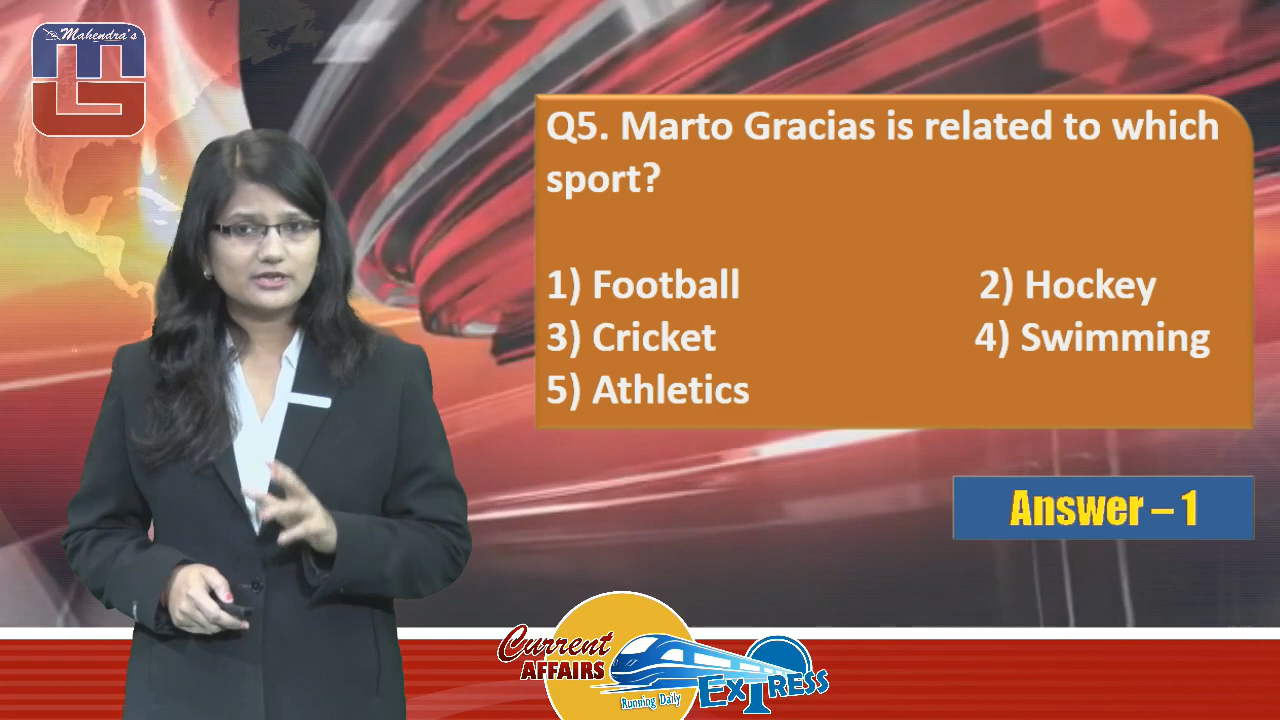 Mahendra's
Q5. Marto Gracias is related to which
sport?
1) Football 2) Hockey
3) Cricket 4) Swimming
5) Athletics
Answer – 1
Current
AFFAIRS
Running Daily
EXPRESS